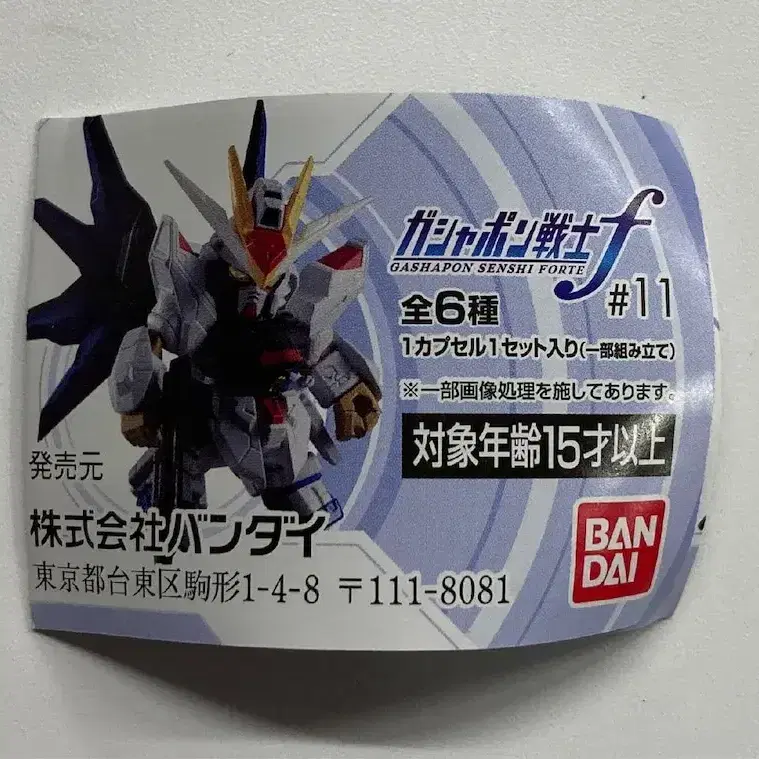 ガシャポン戦士f
GASHAPON SENSHI FORTE
#11
全6種
1カプセル1セット入り(一部組み立て)
※一部画像処理を施してあります。
対象年齢15才以上
発売元
株式会社バンダイ
東京都台東区駒形1-4-8 〒111-8081
BAN
DAI